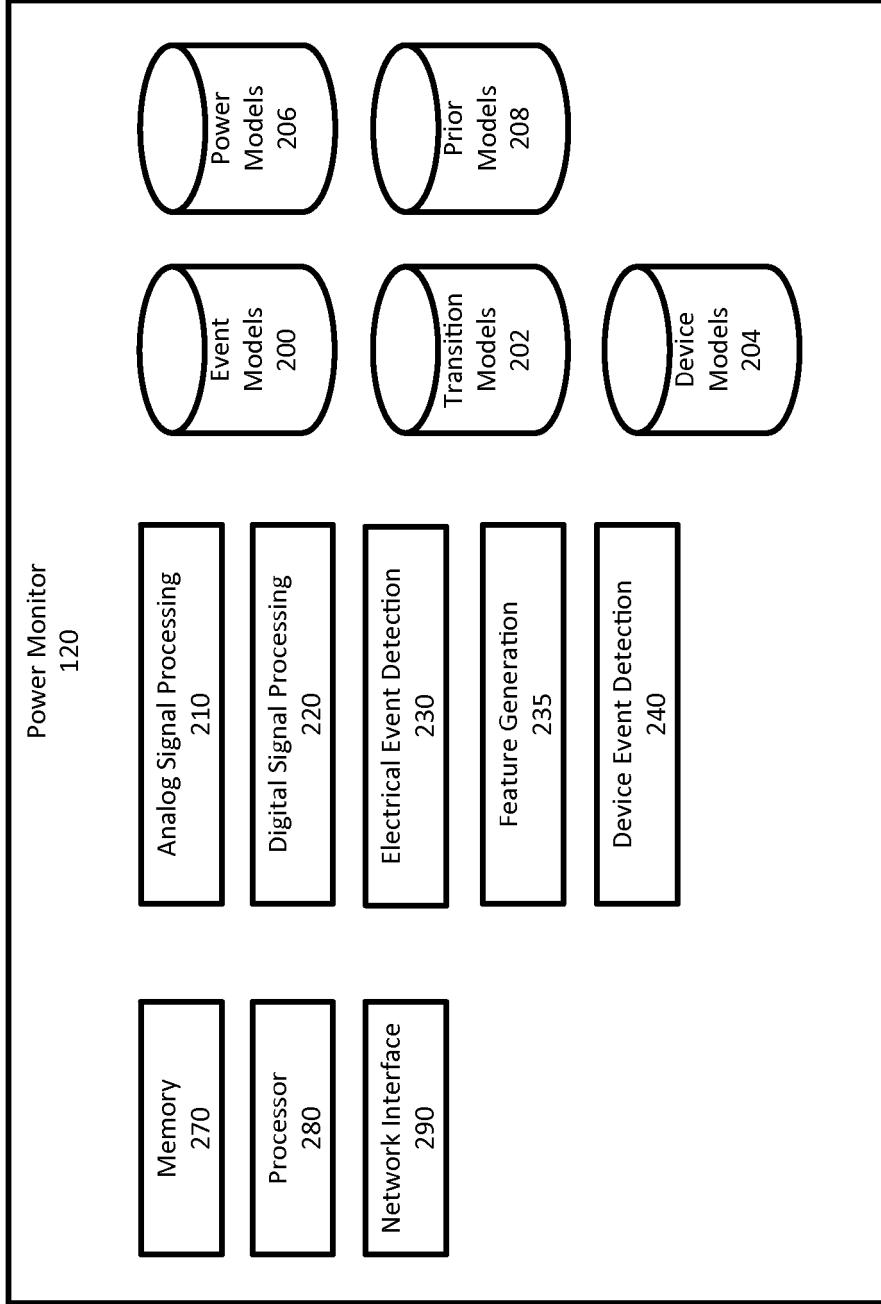 Power Monitor
120
Memory
270
Processor
280
Network Interface
290
Analog Signal Processing
210
Digital Signal Processing
220
Electrical Event Detection
230
Feature Generation
235
Device Event Detection
240
Event
Models
200
Transition
Models
202
Device
Models
204
Power
Models
206
Prior
Models
208